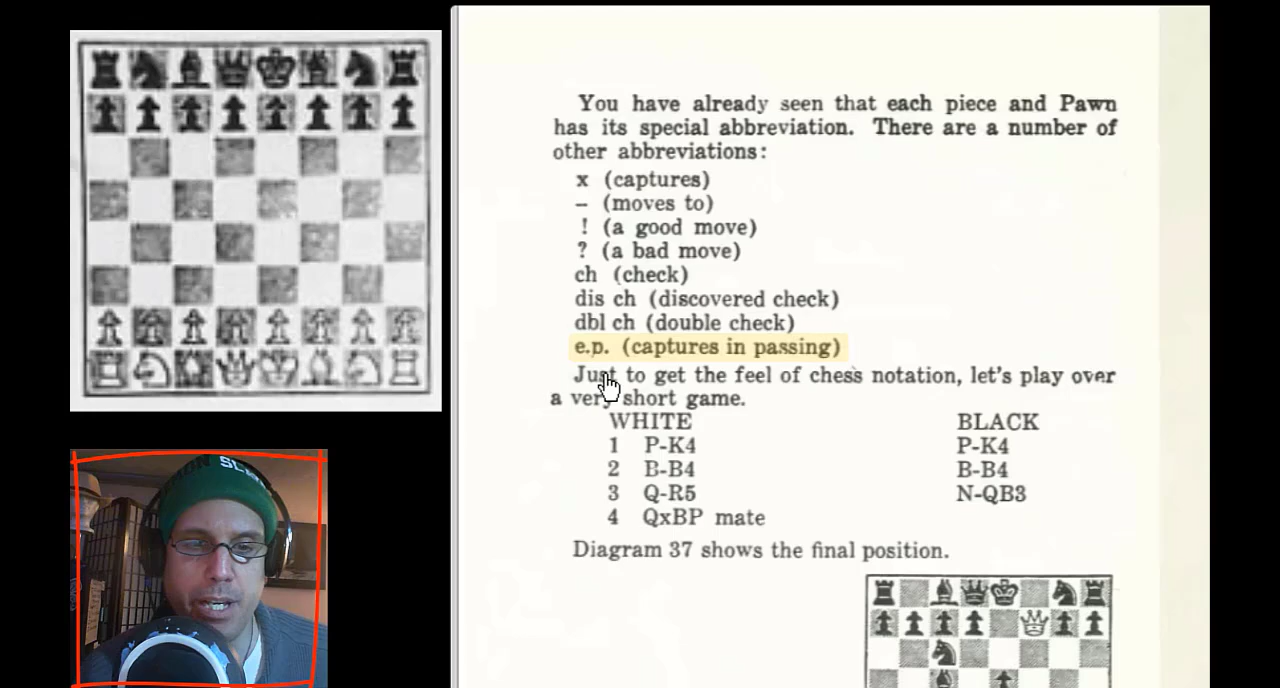 You have already seen that each piece and Pawn
has its special abbreviation. There are a number of
other abbreviations:
x (captures)
– (moves to)
! (a good move)
? (a bad move)
ch (check)
dis ch (discovered check)
dbl ch (double check)
e.p. (captures in passing)
Just to get the feel of chess notation, let's play over
a very short game.
WHITE BLACK
1 P-K4 P-K4
2 B-B4 B-B4
3 Q-R5 N-QB3
4 QxBP mate
Diagram 37 shows the final position.